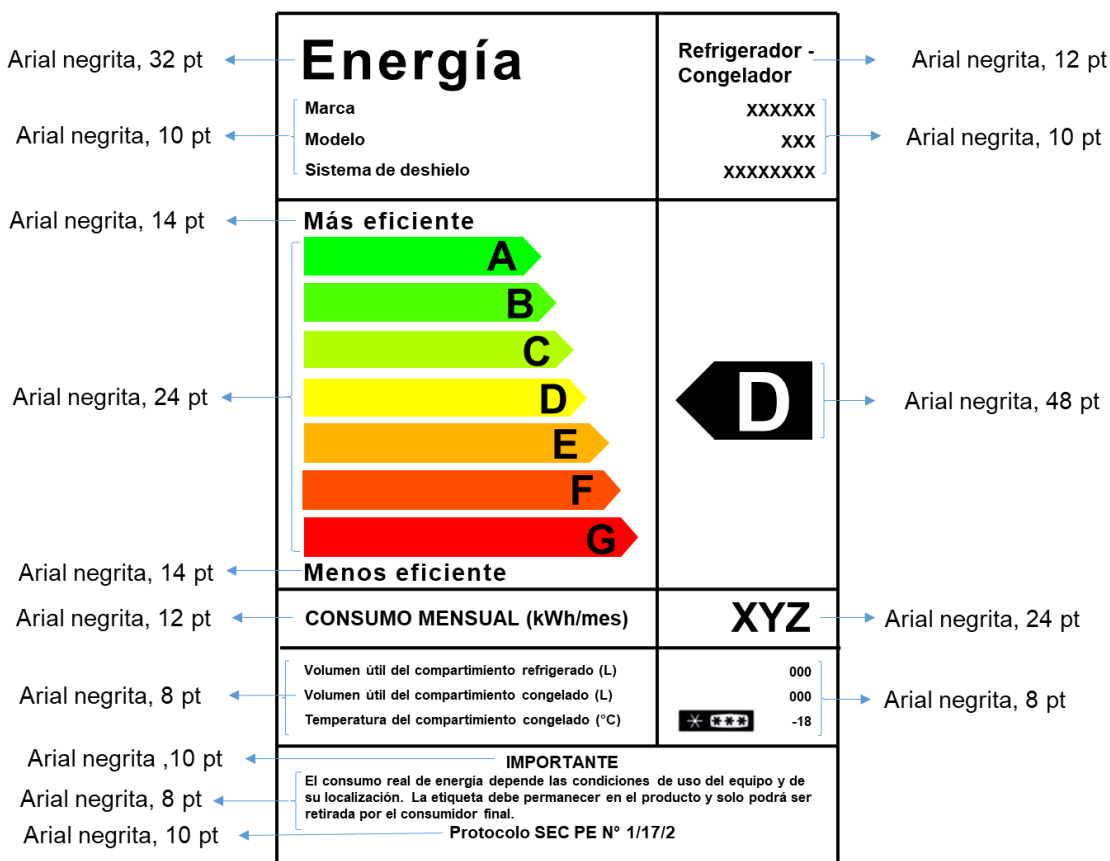 Arial negrita, 32 pt
Energía
Refrigerador -
Congelador
Arial negrita, 12 pt
Arial negrita, 10 pt
Marca
XXXXXX
Modelo
XXX
Sistema de deshielo
XXXXXXXX
Arial negrita, 10 pt
Arial negrita, 14 pt
Más eficiente
A
B
C
D
E
F
G
Arial negrita, 24 pt
D
Arial negrita, 48 pt
Arial negrita, 14 pt
Menos eficiente
Arial negrita, 12 pt
CONSUMO MENSUAL (kWh/mes)
XYZ
Arial negrita, 24 pt
Arial negrita, 8 pt
Volumen útil del compartimiento refrigerado (L)
000
Volumen útil del compartimiento congelado (L)
000
Temperatura del compartimiento congelado (°C)
-18
Arial negrita, 8 pt
Arial negrita ,10 pt
IMPORTANTE
Arial negrita, 8 pt
El consumo real de energía depende las condiciones de uso del equipo y de
su localización. La etiqueta debe permanecer en el producto y solo podrá ser
retirada por el consumidor final.
Arial negrita, 10 pt
Protocolo SEC PE N° 1/17/2